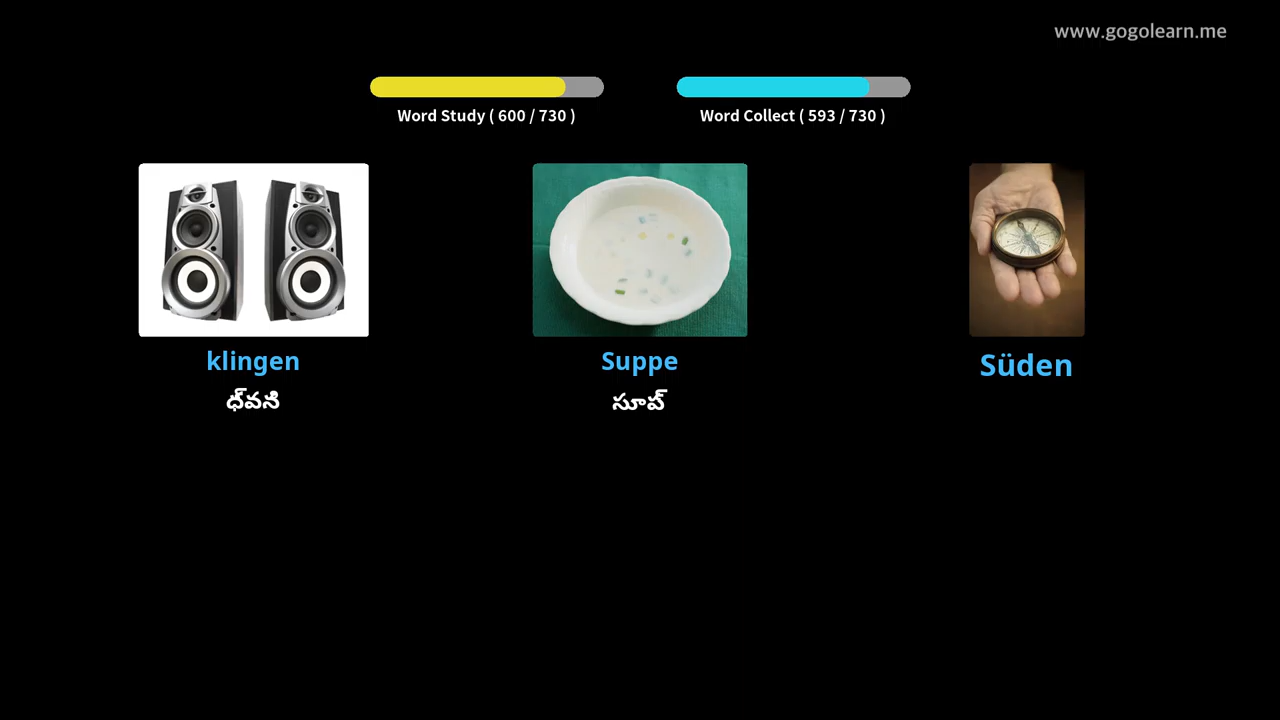 www.gogolearn.me
Word Study ( 600 / 730 )
Word Collect ( 593 / 730 )
klingen
Suppe
Süden
ధ్వని
సూప్